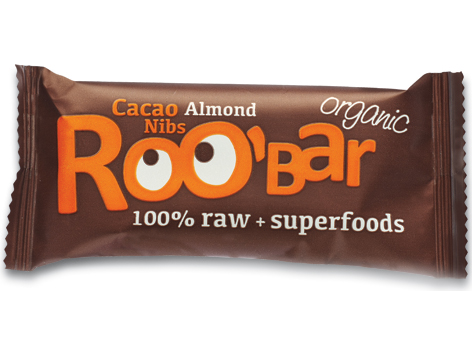 Cacao Almond
Nibs
organic
Roo'Bar
100% raw + superfoods